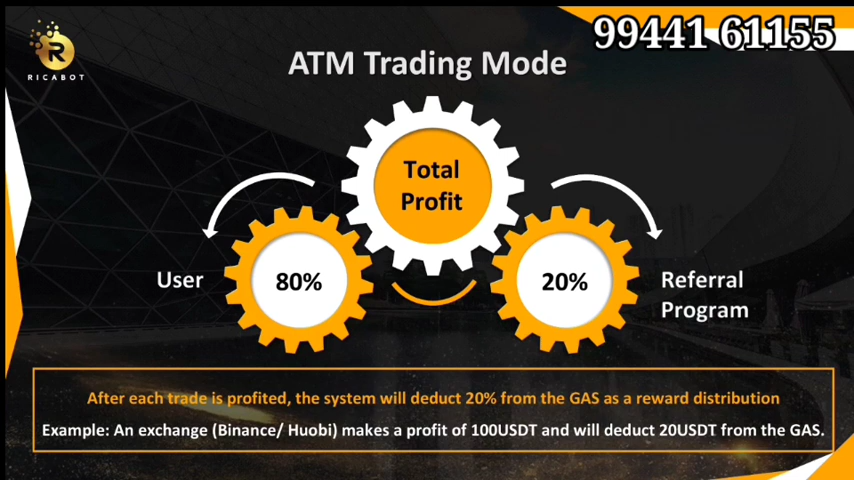 99441 61155
RICABOT
ATM Trading Mode
Total
Profit
User
80%
20%
Referral
Program
After each trade is profited, the system will deduct 20% from the GAS as a reward distribution
Example: An exchange (Binance/ Huobi) makes a profit of 100USDT and will deduct 20USDT from the GAS.